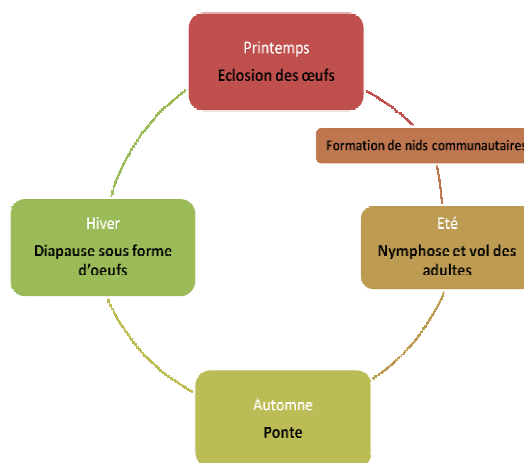 Printemps
Eclosion des œufs
Formation de nids communautaires
Eté
Nymphose et vol des
adultes
Automne
Ponte
Hiver
Diapause sous forme
d'oeufs